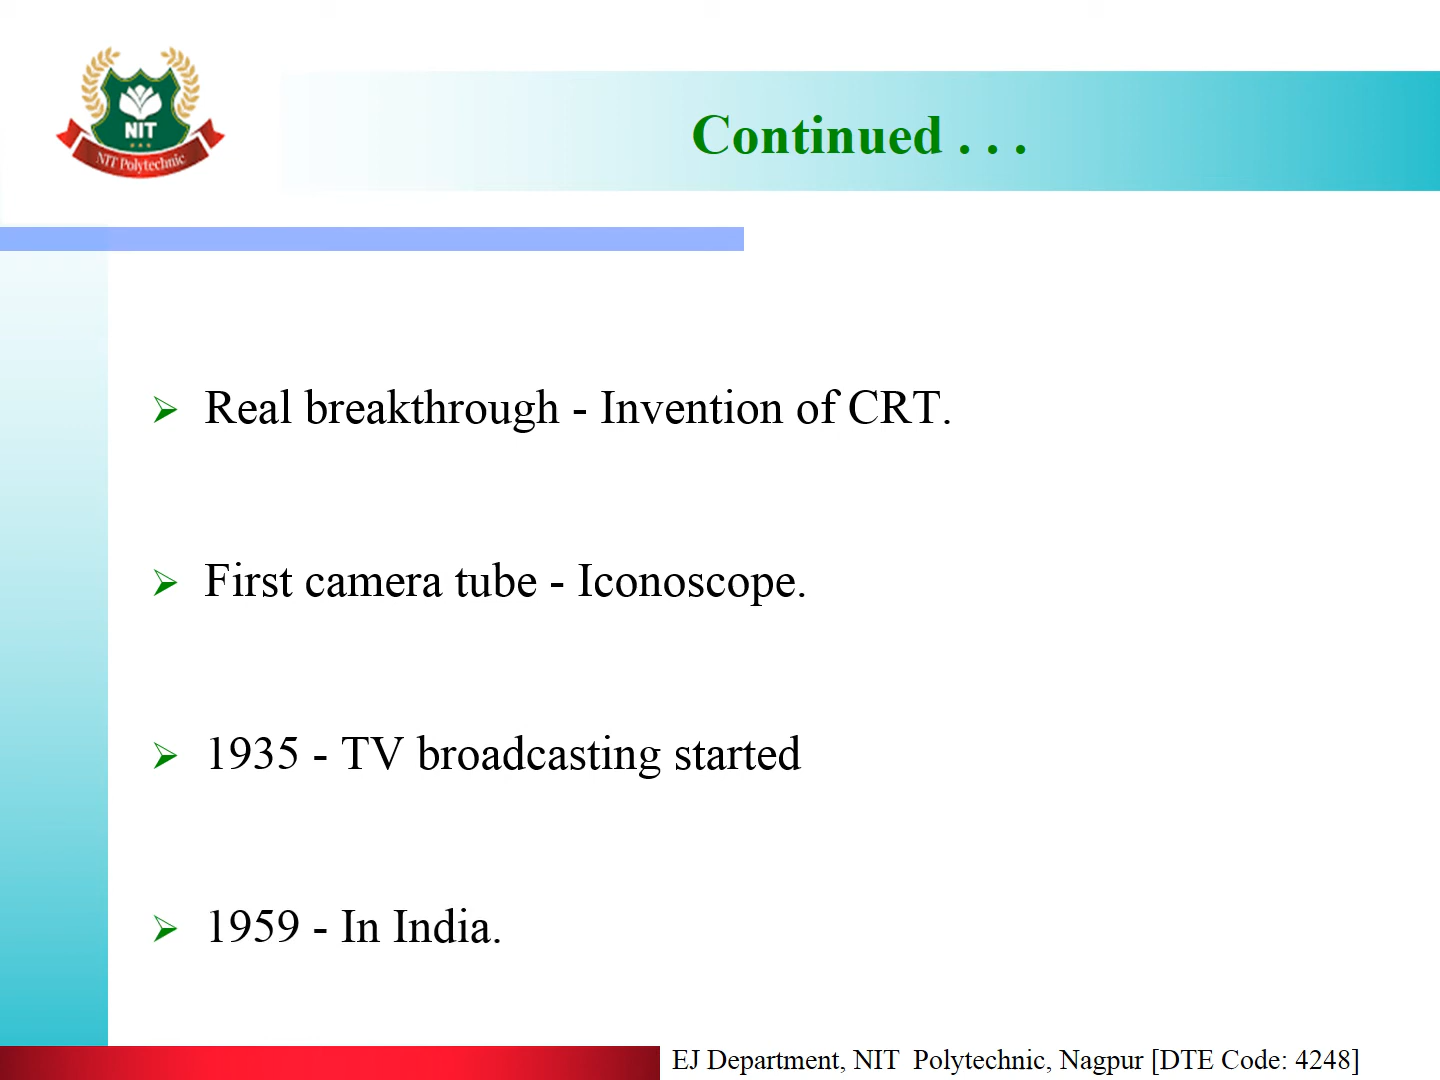 NIT
NIT Polytechnic
Continued . . .
Real breakthrough - Invention of CRT.
First camera tube - Iconoscope.
1935 - TV broadcasting started
1959 - In India.
EJ Department, NIT  Polytechnic, Nagpur [DTE Code: 4248]